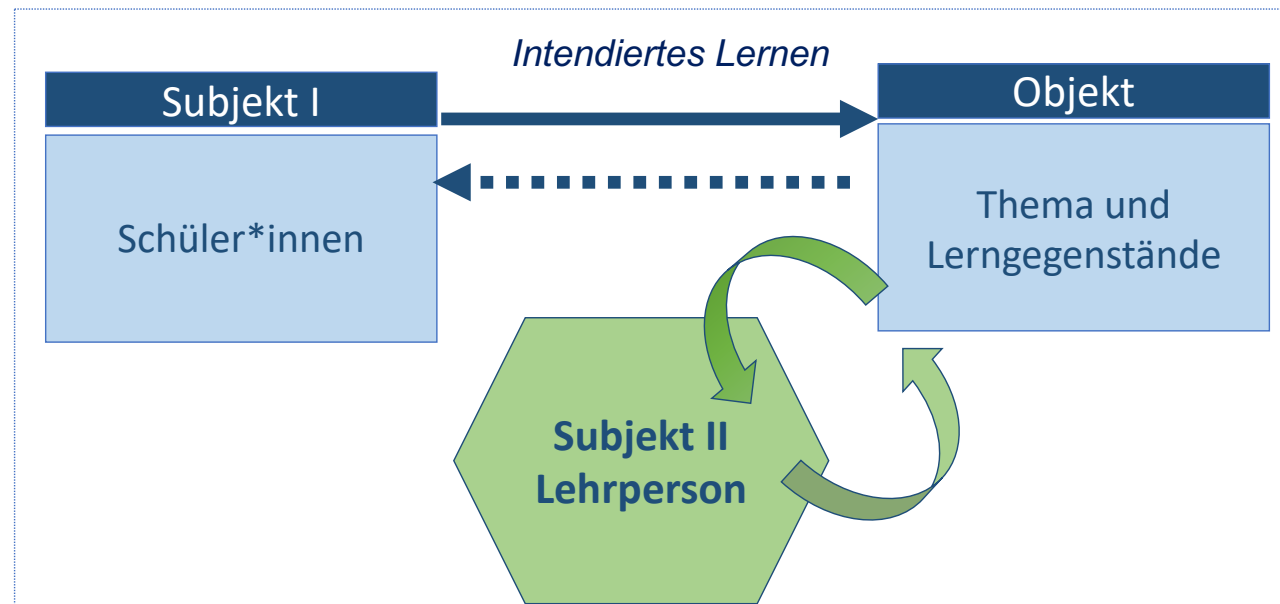 Intendiertes Lernen
Subjekt I
Objekt
Schüler*innen
Thema und
Lerngegenstände
Subjekt II
Lehrperson